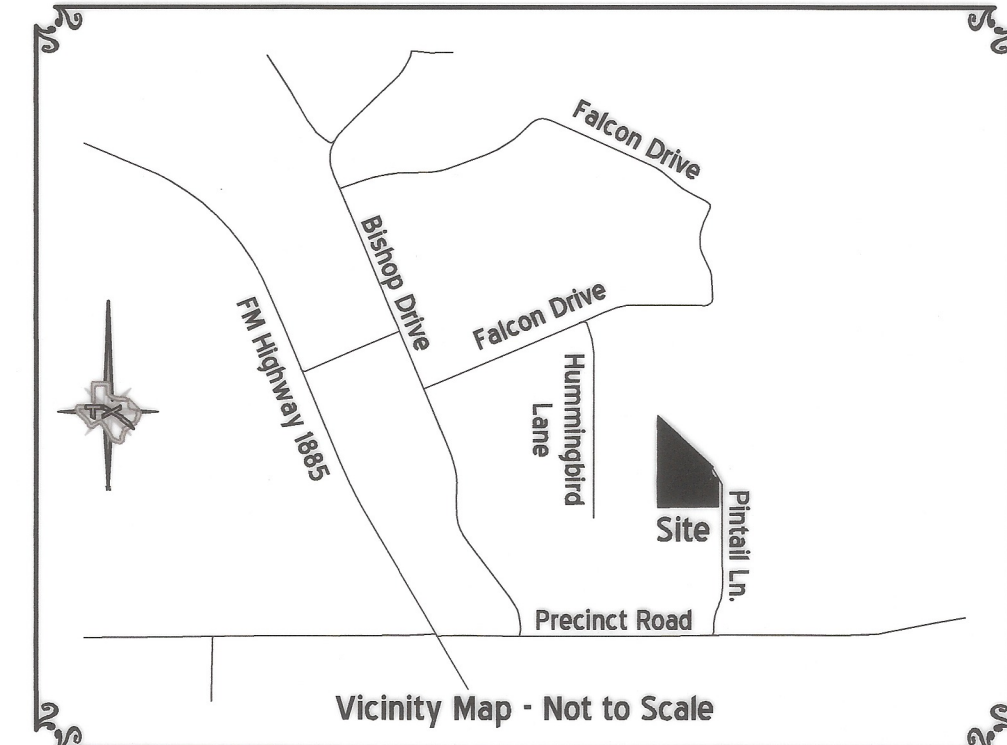 Falcon Drive
Bishop Drive
Falcon Drive
FM Highway 1885
Hummingbird
Lane
TX
Pintail Ln.
Site
Precinct Road
Vicinity Map - Not to Scale